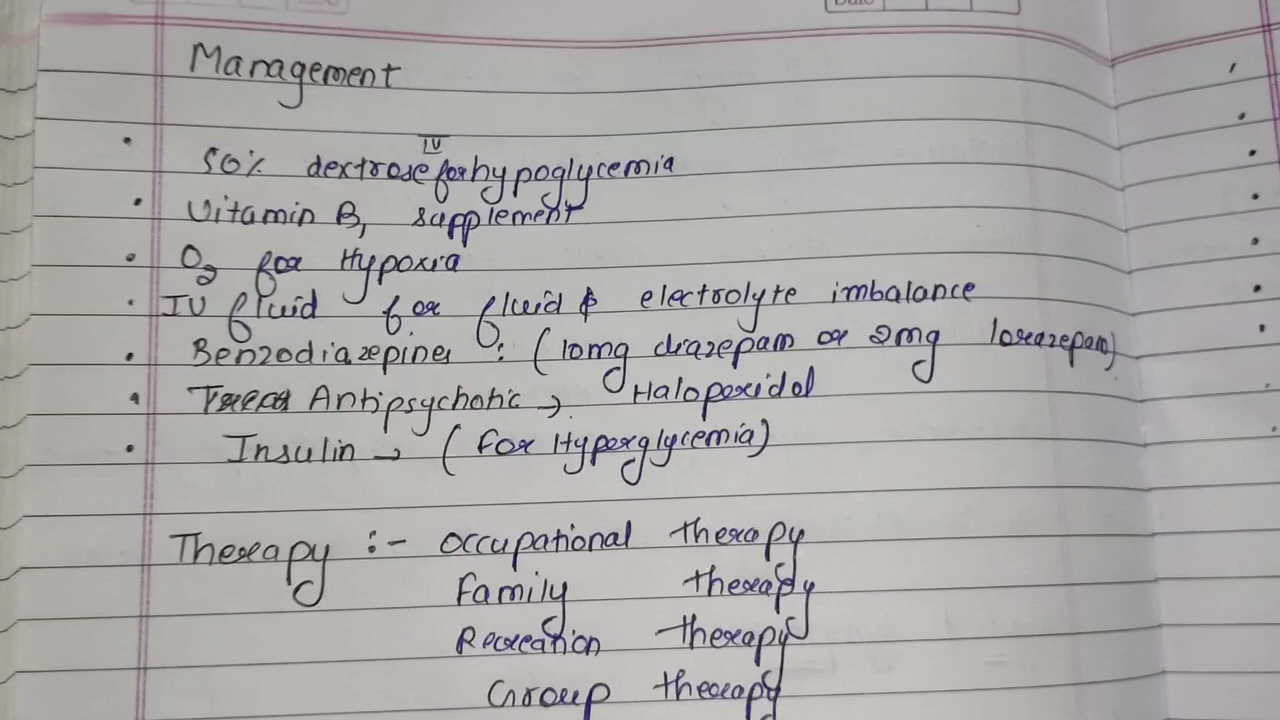 Date
Management
50% dextrose IV for hypoglycemia
Vitamin B1 supplement
O2 for Hypoxia
IV fluid for fluid & electrolyte imbalance
Benzodiazepines : (10mg diazepam or 2mg lorazepam)
Antipsychotic → Haloperidol
Insulin → (For Hyperglycemia)
Therapy :- Occupational therapy
Family therapy
Recreation therapy
Group therapy